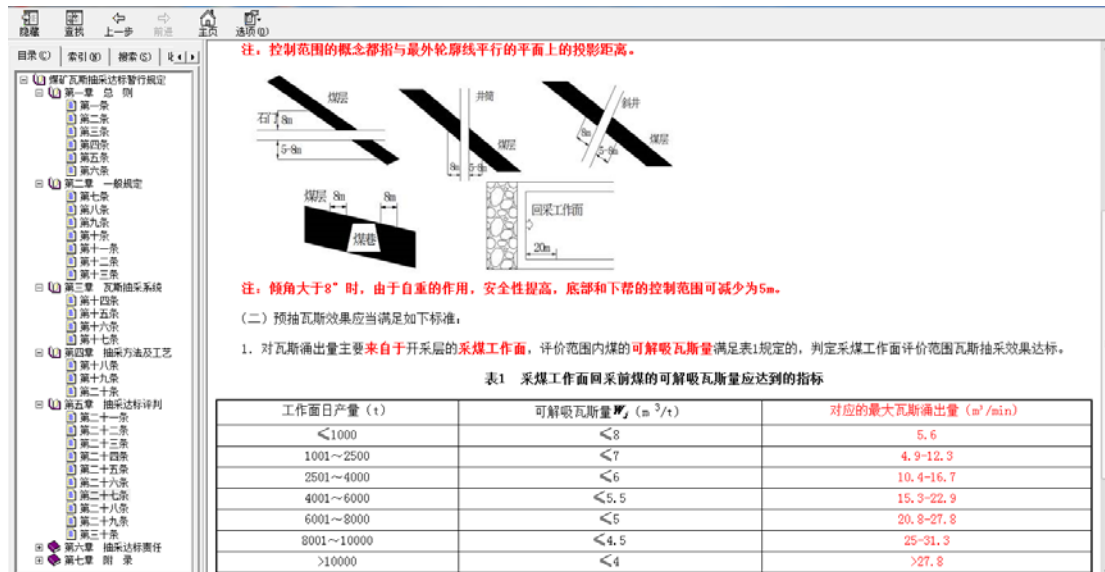 隐藏 查找 上一步 前进 主页 选项(O)
目录(C) 索引(N) 搜索(S)
煤矿瓦斯抽采达标暂行规定
第一章 总 则
第一条
第二条
第三条
第四条
第五条
第六条
第二章 一般规定
第七条
第八条
第九条
第十条
第十一条
第十二条
第十三条
第三章 瓦斯抽采系统
第十四条
第十五条
第十六条
第十七条
第四章 抽采方法及工艺
第十八条
第十九条
第二十条
第五章 抽采达标评判
第二十一条
第二十二条
第二十三条
第二十四条
第二十五条
第二十六条
第二十七条
第二十八条
第二十九条
第三十条
第六章 抽采达标责任
第七章 附 录
注：控制范围的概念都指与最外轮廓线平行的平面上的投影距离。
煤层
石门 8m
5-8m
井筒
煤层
8m 5-8m
斜井
8m
5-8m
煤层
煤层 8m 8m
煤巷
回采工作面
20m
注：倾角大于8°时，由于自重的作用，安全性提高，底部和下帮的控制范围可减少为5m。
（二）预抽瓦斯效果应当满足如下标准：
1．对瓦斯涌出量主要来自于开采层的采煤工作面，评价范围内煤的可解吸瓦斯量满足表1规定的，判定采煤工作面评价范围瓦斯抽采效果达标。
表1 采煤工作面回采前煤的可解吸瓦斯量应达到的指标
工作面日产量（t） 可解吸瓦斯量Wj（m³/t） 对应的最大瓦斯涌出量（m³/min）
≤1000 ≤8 5.6
1001～2500 ≤7 4.9-12.3
2501～4000 ≤6 10.4-16.7
4001～6000 ≤5.5 15.3-22.9
6001～8000 ≤5 20.8-27.8
8001～10000 ≤4.5 25-31.3
>10000 ≤4 >27.8